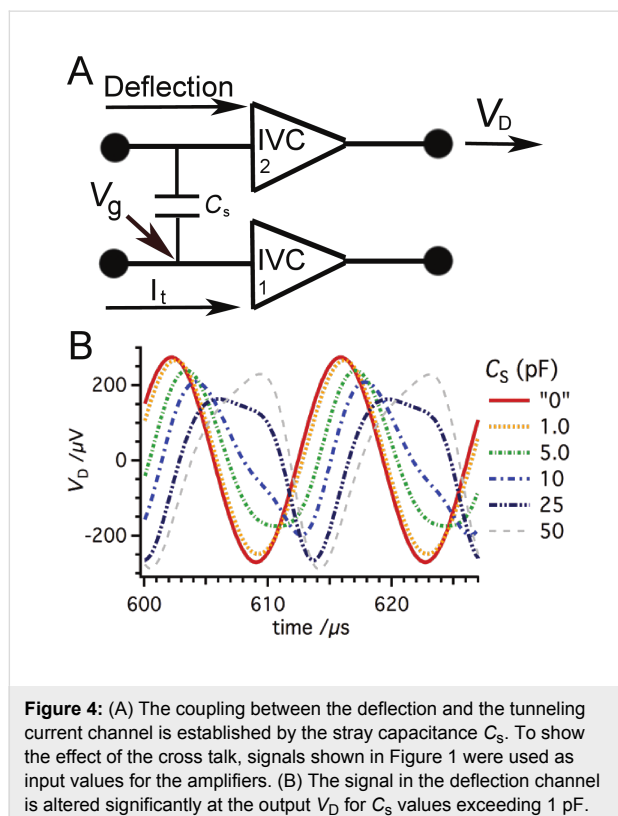 A
Deflection
IVC
2
V_D
V_g
C_s
IVC
1
I_t
B
C_S (pF)
"0"
1.0
5.0
10
25
50
200
0
-200
V_D /µV
600
610
620
time /µs
Figure 4: (A) The coupling between the deflection and the tunneling
current channel is established by the stray capacitance C_s. To show
the effect of the cross talk, signals shown in Figure 1 were used as
input values for the amplifiers. (B) The signal in the deflection channel
is altered significantly at the output V_D for C_s values exceeding 1 pF.